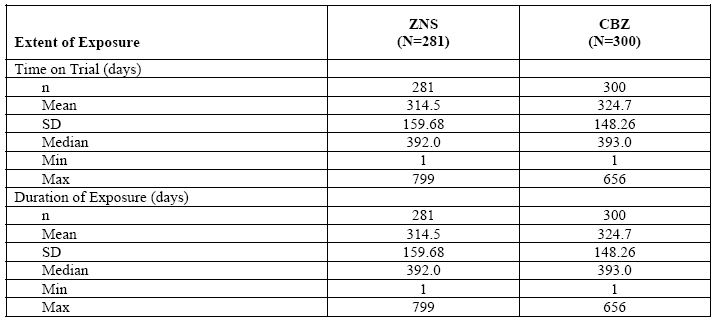 Extent of Exposure ZNS (N=281) CBZ (N=300)
Time on Trial (days)
n 281 300
Mean 314.5 324.7
SD 159.68 148.26
Median 392.0 393.0
Min 1 1
Max 799 656
Duration of Exposure (days)
n 281 300
Mean 314.5 324.7
SD 159.68 148.26
Median 392.0 393.0
Min 1 1
Max 799 656